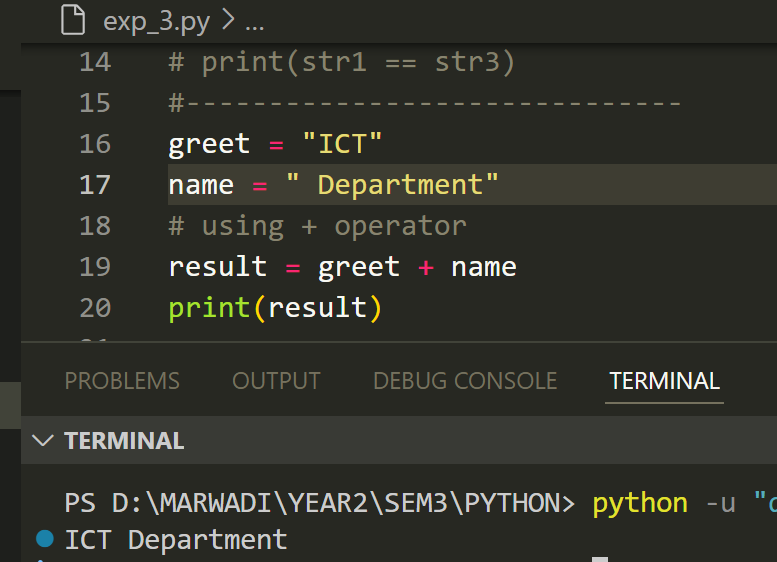 exp_3.py > ...
14 # print(str1 == str3)
15 #------------------------------
16 greet = "ICT"
17 name = " Department"
18 # using + operator
19 result = greet + name
20 print(result)
PROBLEMS OUTPUT DEBUG CONSOLE TERMINAL
TERMINAL
PS D:\MARWADI\YEAR2\SEM3\PYTHON> python -u "
ICT Department